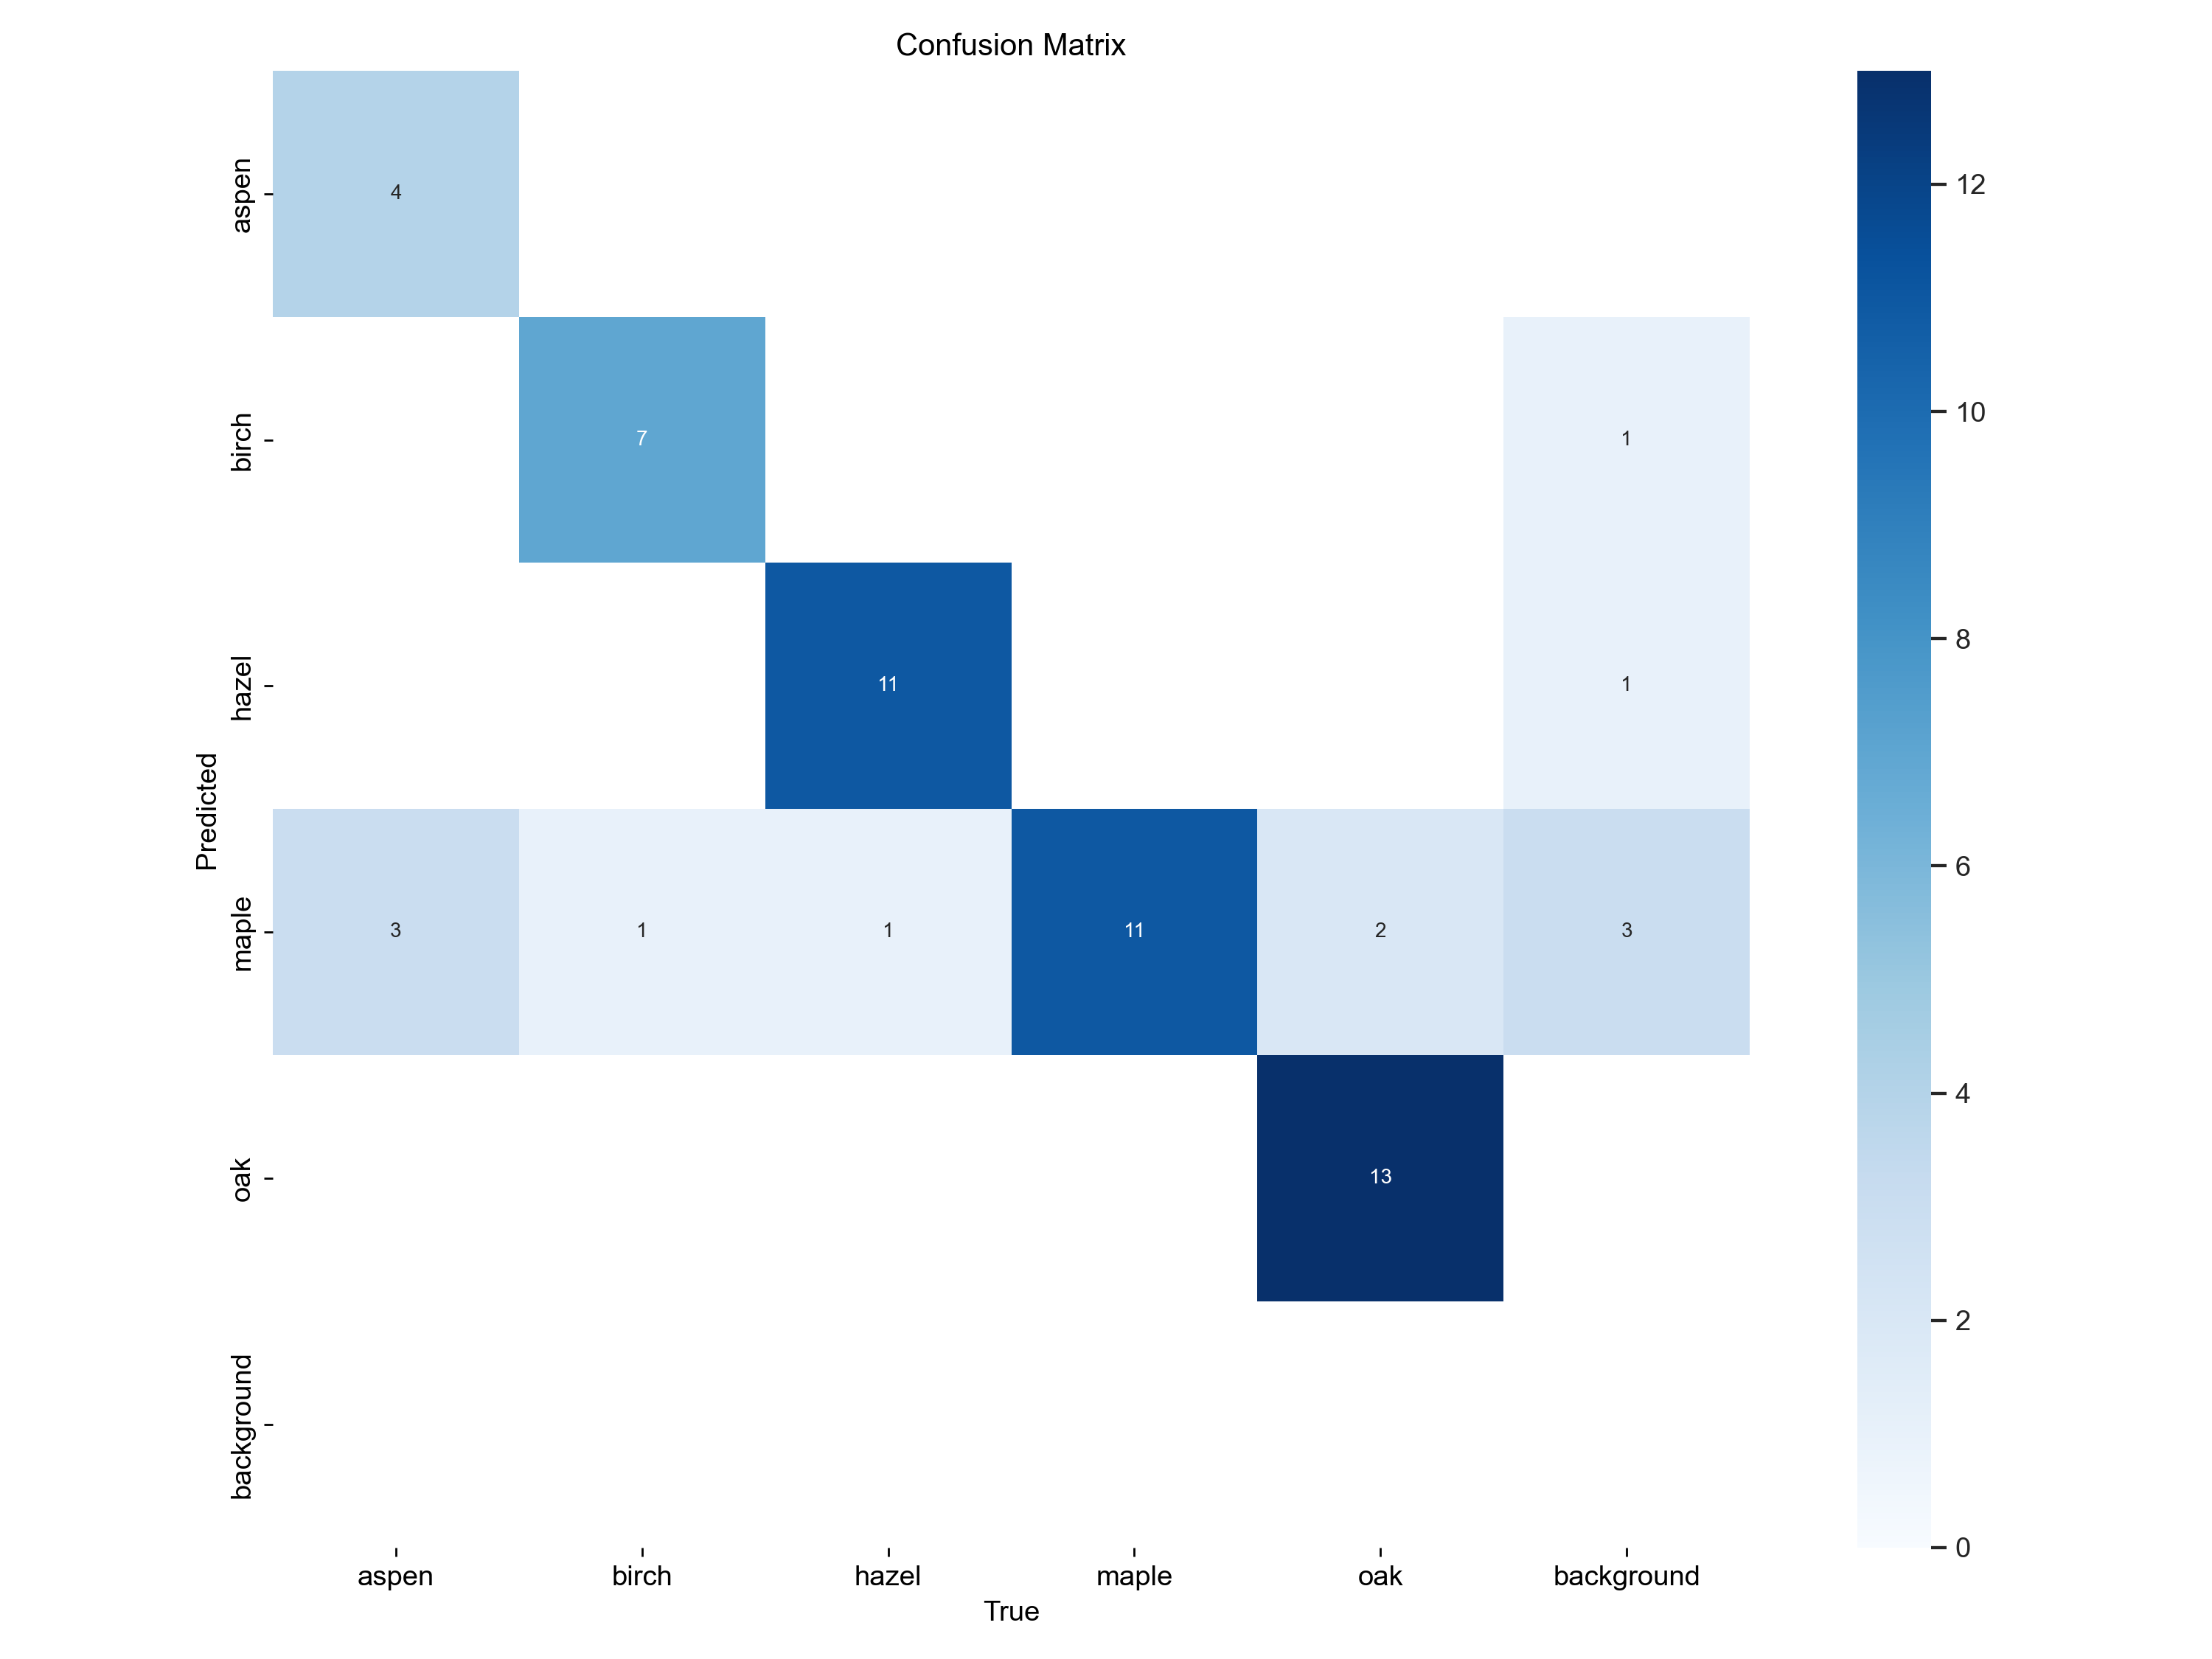 Confusion Matrix
aspen
4
12
birch
7
1
10
hazel
11
1
8
Predicted
maple
3
1
1
11
2
3
6
oak
13
4
background
2
0
aspen birch hazel maple oak background
True